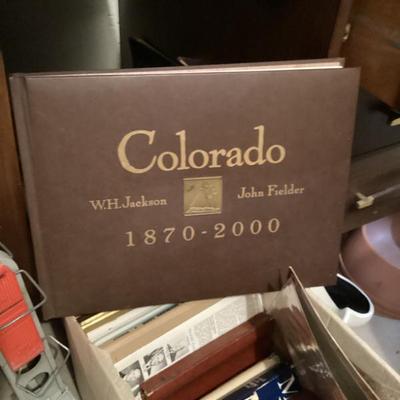 Colorado
W.H. Jackson John Fielder
1870-2000